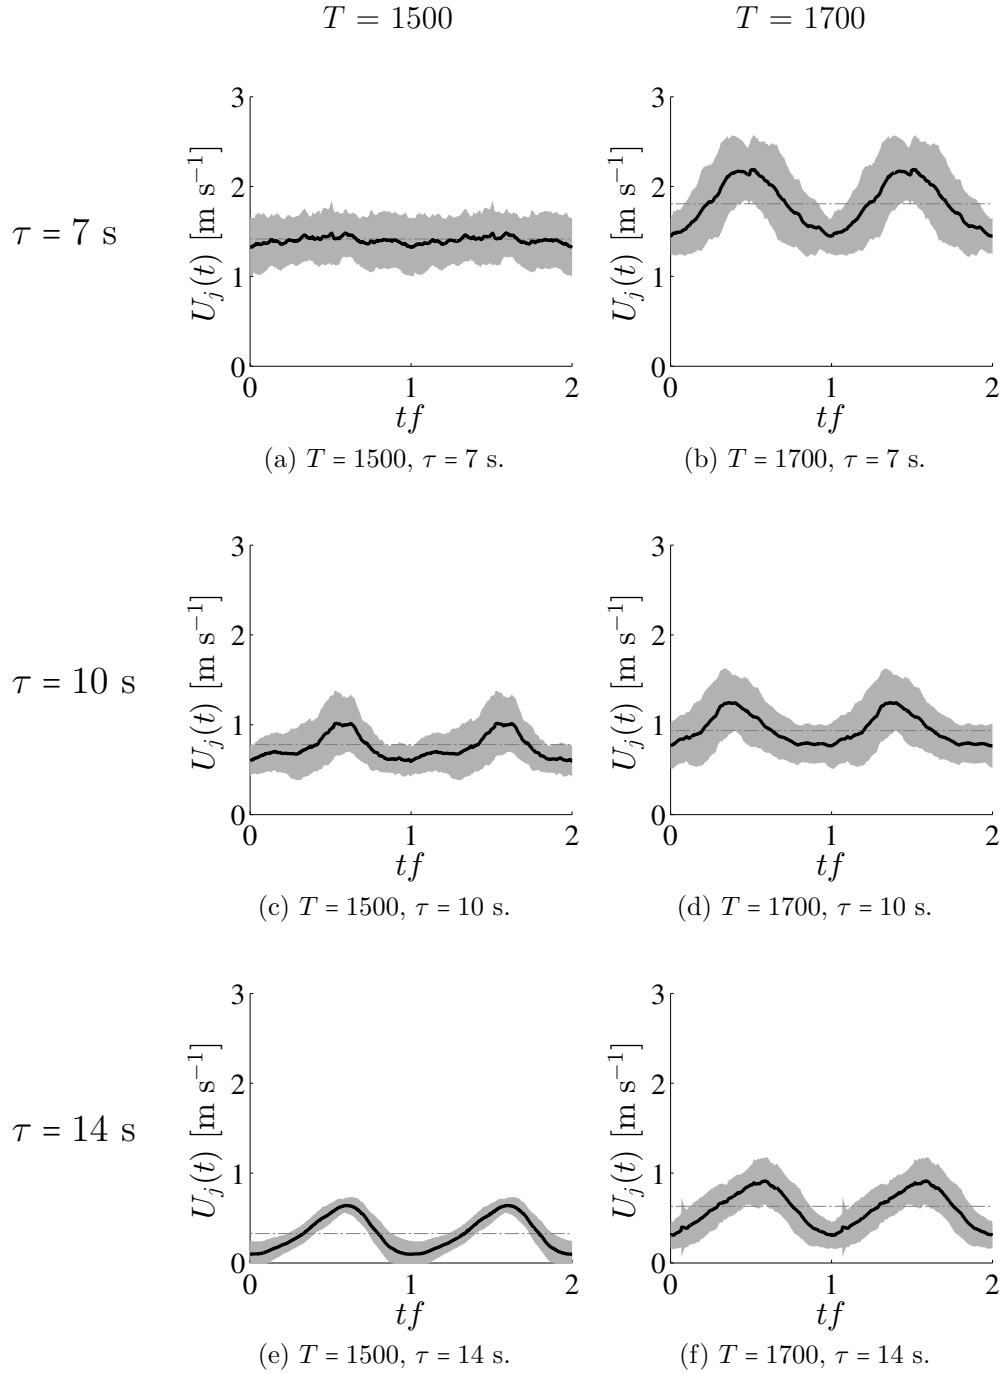 T = 1500
T = 1700
τ = 7 s
U_j(t) [m s⁻¹]
3
2
1
0
0
1
2
tf
(a) T = 1500, τ = 7 s.
U_j(t) [m s⁻¹]
3
2
1
0
0
1
2
tf
(b) T = 1700, τ = 7 s.
τ = 10 s
U_j(t) [m s⁻¹]
3
2
1
0
0
1
2
tf
(c) T = 1500, τ = 10 s.
U_j(t) [m s⁻¹]
3
2
1
0
0
1
2
tf
(d) T = 1700, τ = 10 s.
τ = 14 s
U_j(t) [m s⁻¹]
3
2
1
0
0
1
2
tf
(e) T = 1500, τ = 14 s.
U_j(t) [m s⁻¹]
3
2
1
0
0
1
2
tf
(f) T = 1700, τ = 14 s.